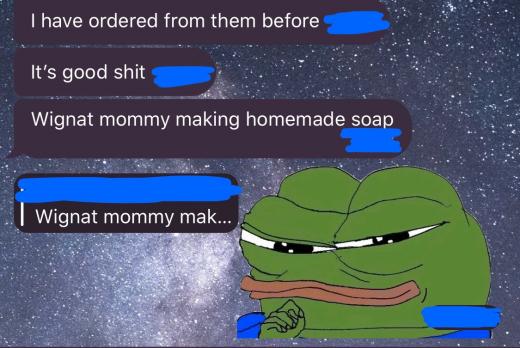 I have ordered from them before
It's good shit
Wignat mommy making homemade soap
Wignat mommy mak...